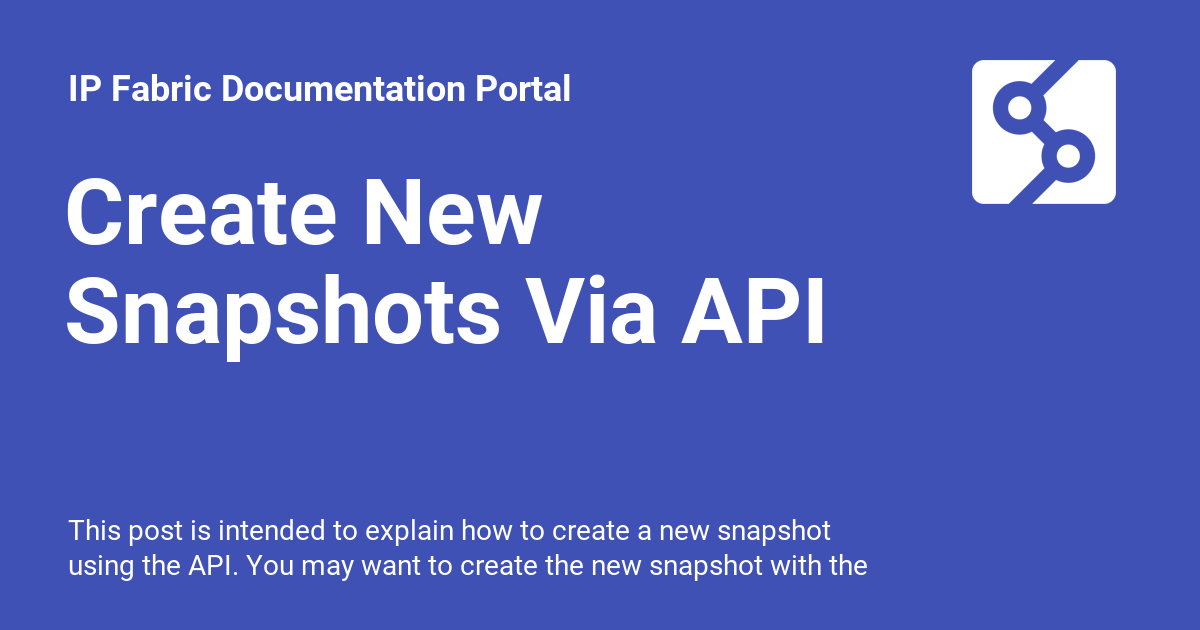 IP Fabric Documentation Portal
Create New
Snapshots Via API
This post is intended to explain how to create a new snapshot
using the API. You may want to create the new snapshot with the